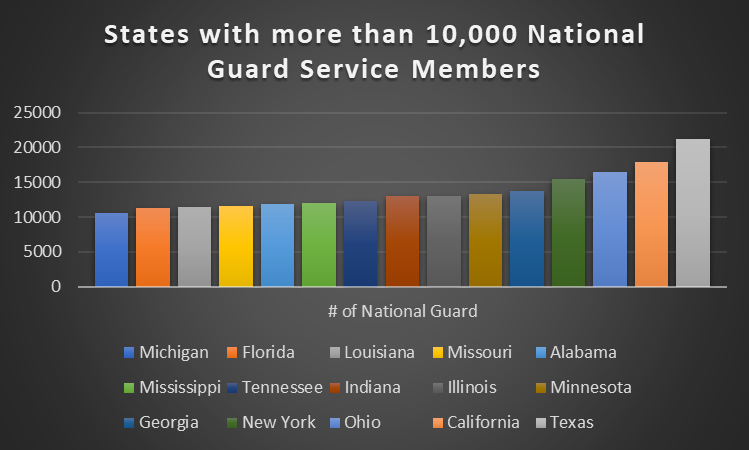 States with more than 10,000 National
Guard Service Members
25000
20000
15000
10000
5000
0
# of National Guard
Michigan Florida Louisiana Missouri Alabama
Mississippi Tennessee Indiana Illinois Minnesota
Georgia New York Ohio California Texas